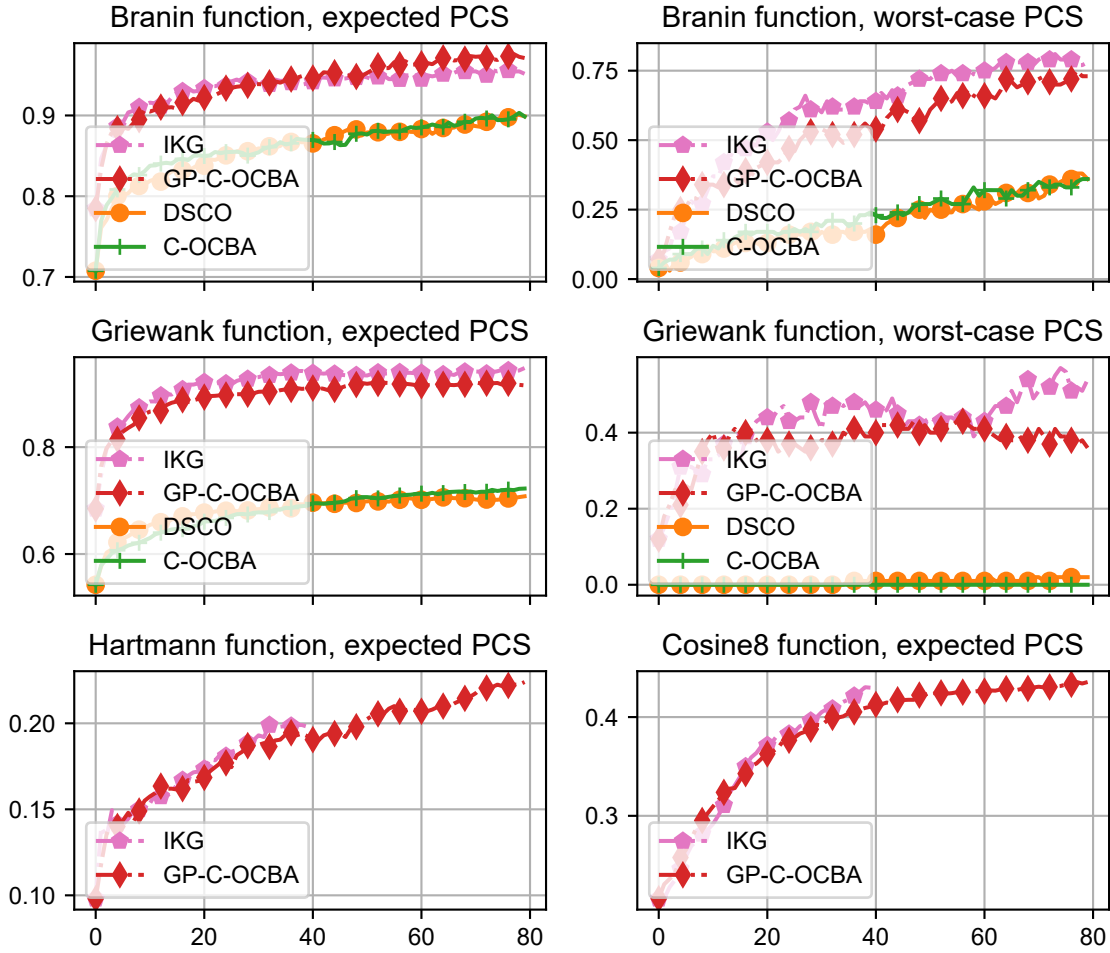 Branin function, expected PCS
0.9
0.8
0.7
IKG
GP-C-OCBA
DSCO
C-OCBA
Branin function, worst-case PCS
0.75
0.50
0.25
0.00
IKG
GP-C-OCBA
DSCO
C-OCBA
Griewank function, expected PCS
0.8
0.6
IKG
GP-C-OCBA
DSCO
C-OCBA
Griewank function, worst-case PCS
0.4
0.2
0.0
IKG
GP-C-OCBA
DSCO
C-OCBA
Hartmann function, expected PCS
0.20
0.15
0.10
IKG
GP-C-OCBA
0 20 40 60 80
Cosine8 function, expected PCS
0.4
0.3
IKG
GP-C-OCBA
0 20 40 60 80